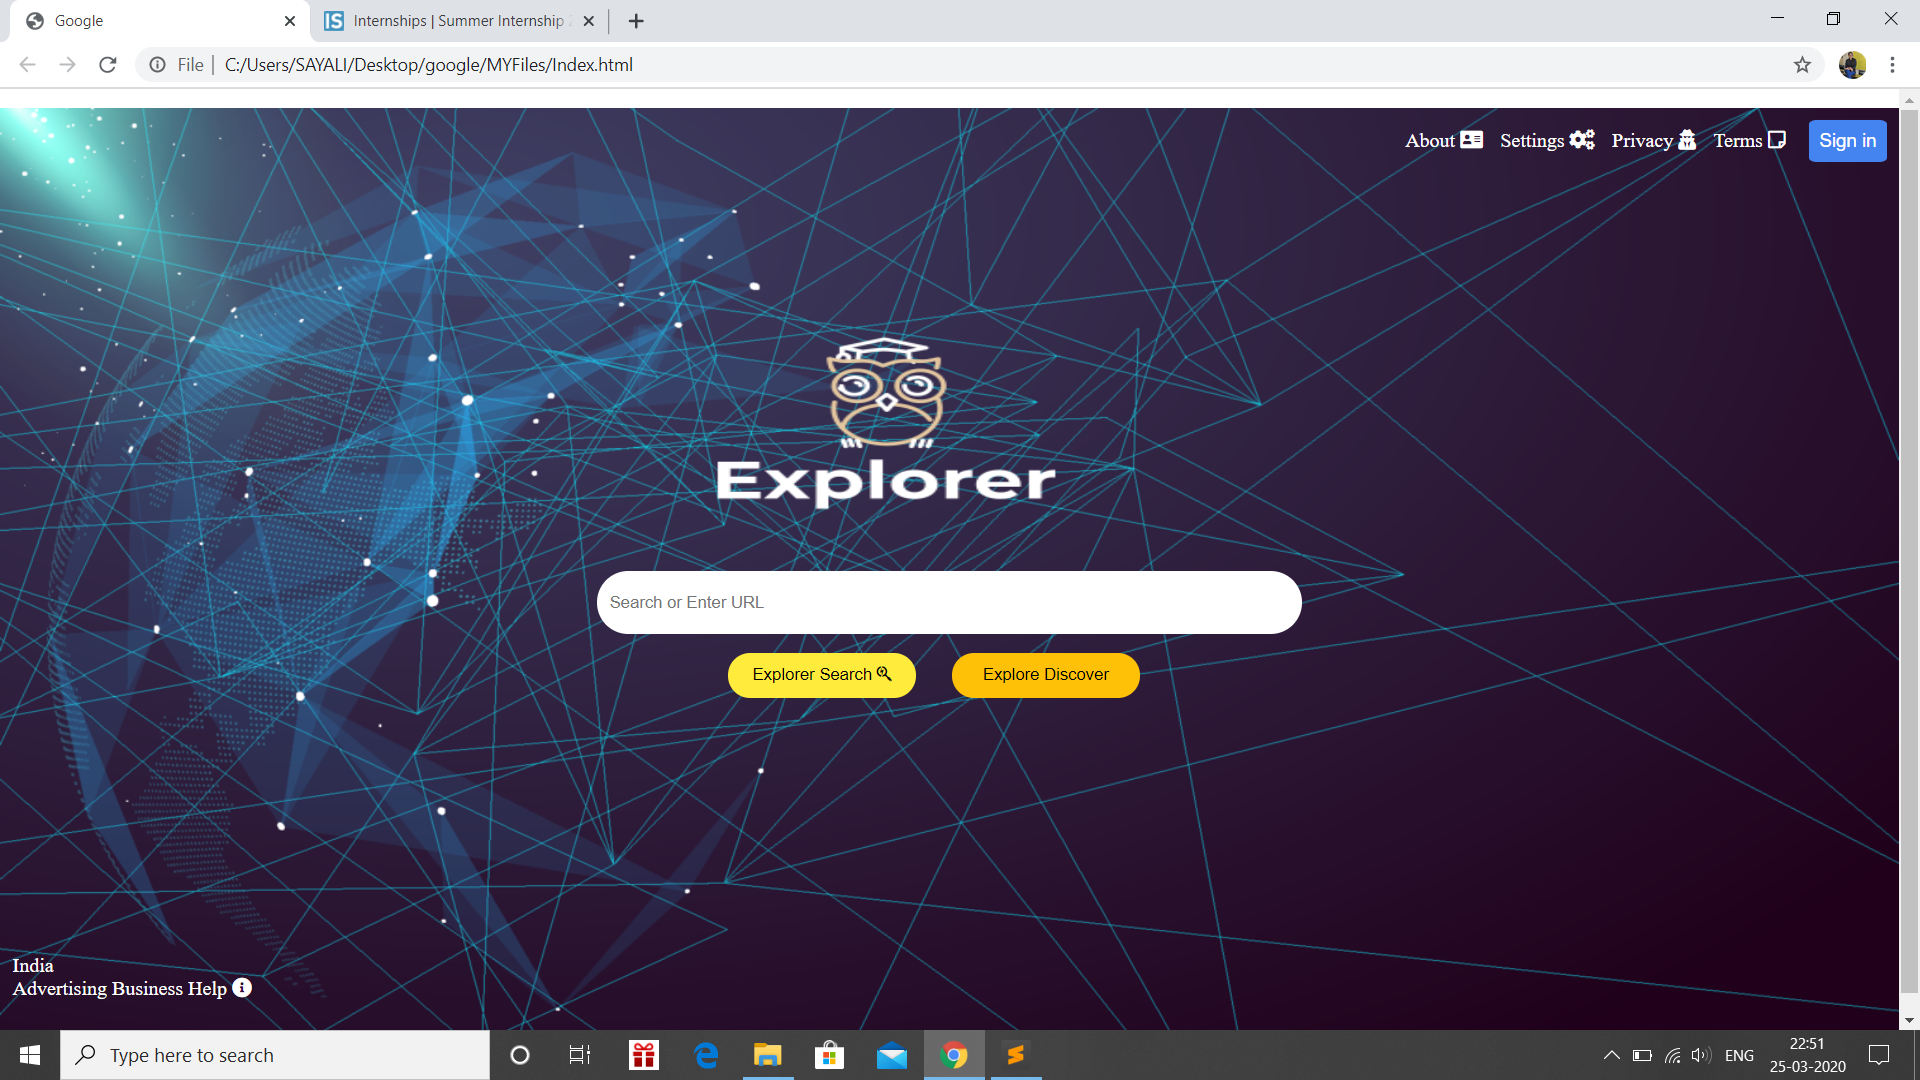 Google
Internships | Summer Internship
File | C:/Users/SAYALI/Desktop/google/MYFiles/Index.html
About Settings Privacy Terms Sign in
Explorer
Search or Enter URL
Explorer Search Explore Discover
India
Advertising Business Help
Type here to search
ENG
22:51
25-03-2020